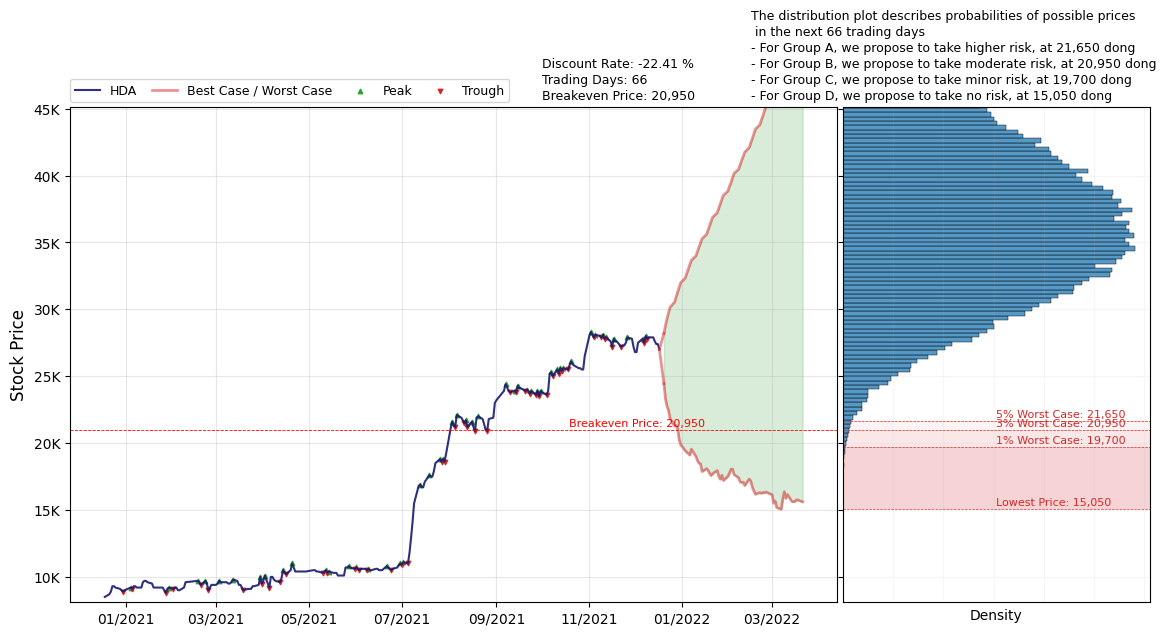 The distribution plot describes probabilities of possible prices
in the next 66 trading days
- For Group A, we propose to take higher risk, at 21,650 dong
- For Group B, we propose to take moderate risk, at 20,950 dong
- For Group C, we propose to take minor risk, at 19,700 dong
- For Group D, we propose to take no risk, at 15,050 dong
Discount Rate: -22.41 %
Trading Days: 66
Breakeven Price: 20,950
HDA
Best Case / Worst Case
Peak
Trough
Stock Price
45K
40K
35K
30K
25K
20K
15K
10K
Breakeven Price: 20,950
5% Worst Case: 21,650
3% Worst Case: 20,950
1% Worst Case: 19,700
Lowest Price: 15,050
01/2021
03/2021
05/2021
07/2021
09/2021
11/2021
01/2022
03/2022
Density